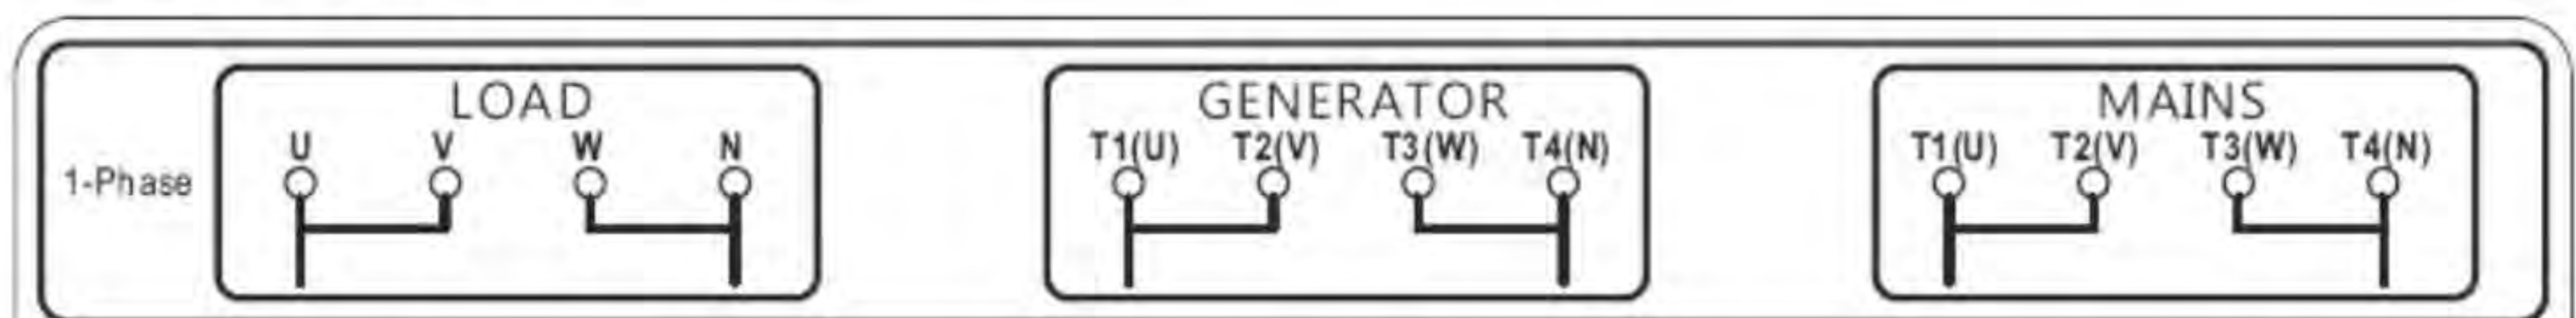 LOAD GENERATOR MAINS
U V W N T1(U) T2(V) T3(W) T4(N) T1(U) T2(V) T3(W) T4(N)
1-Phase